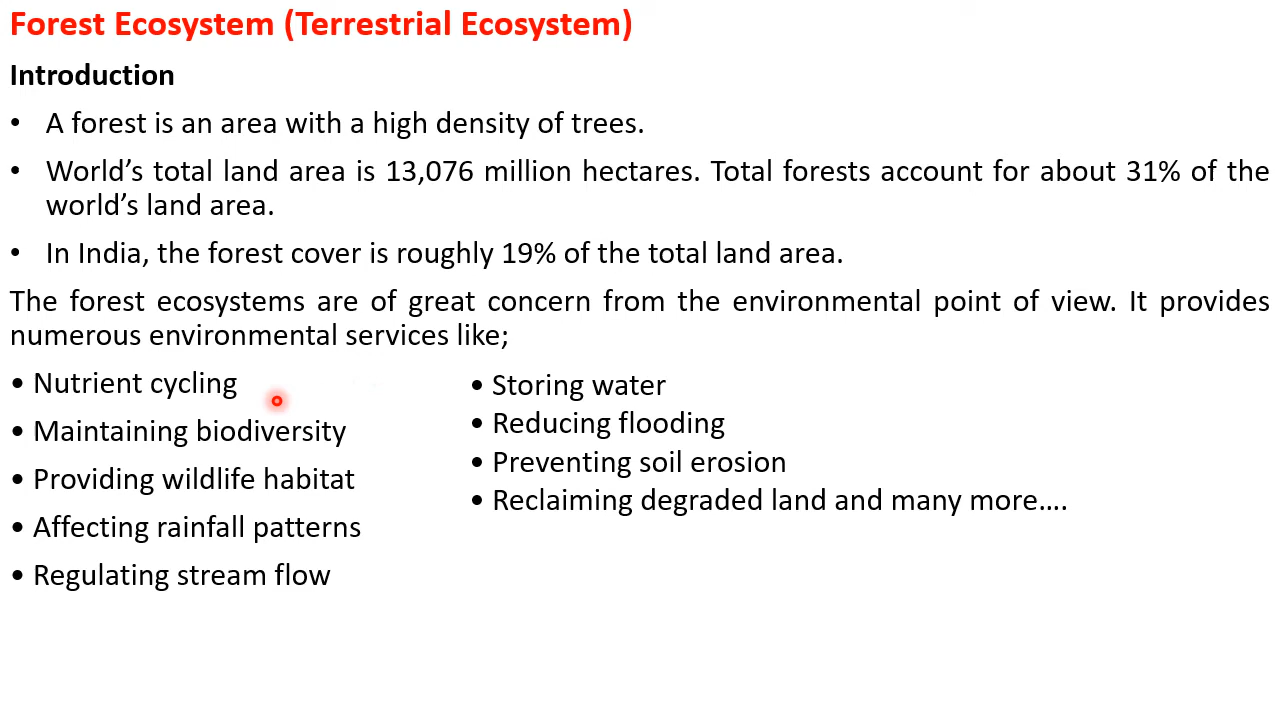 Forest Ecosystem (Terrestrial Ecosystem)
Introduction
• A forest is an area with a high density of trees.
• World’s total land area is 13,076 million hectares. Total forests account for about 31% of the
world’s land area.
• In India, the forest cover is roughly 19% of the total land area.
The forest ecosystems are of great concern from the environmental point of view. It provides
numerous environmental services like;
• Nutrient cycling
• Maintaining biodiversity
• Providing wildlife habitat
• Affecting rainfall patterns
• Regulating stream flow
• Storing water
• Reducing flooding
• Preventing soil erosion
• Reclaiming degraded land and many more….